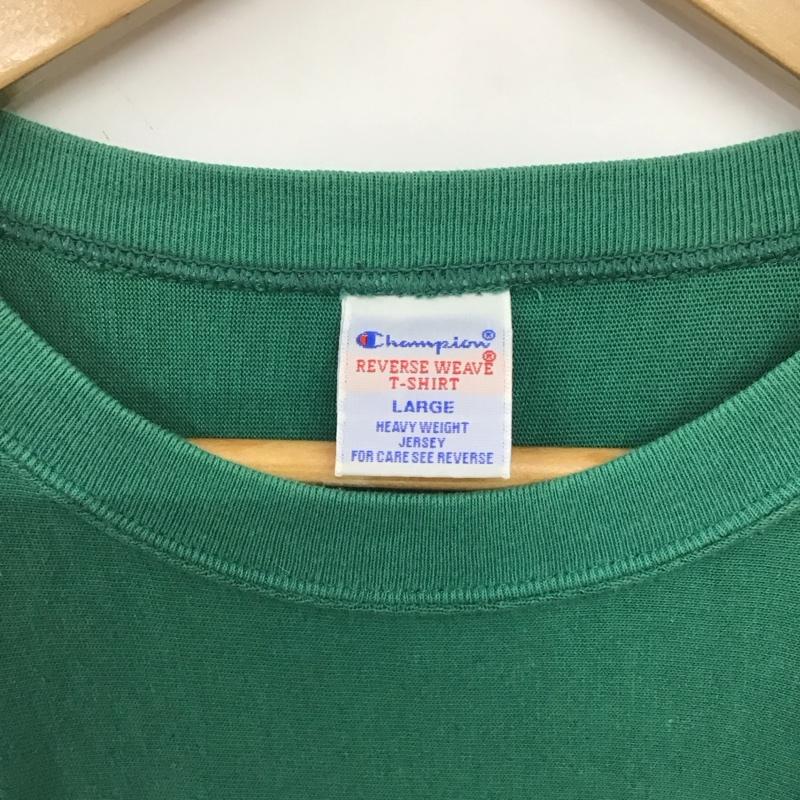 Champion®
REVERSE WEAVE®
T-SHIRT
LARGE
HEAVY WEIGHT
JERSEY
FOR CARE SEE REVERSE